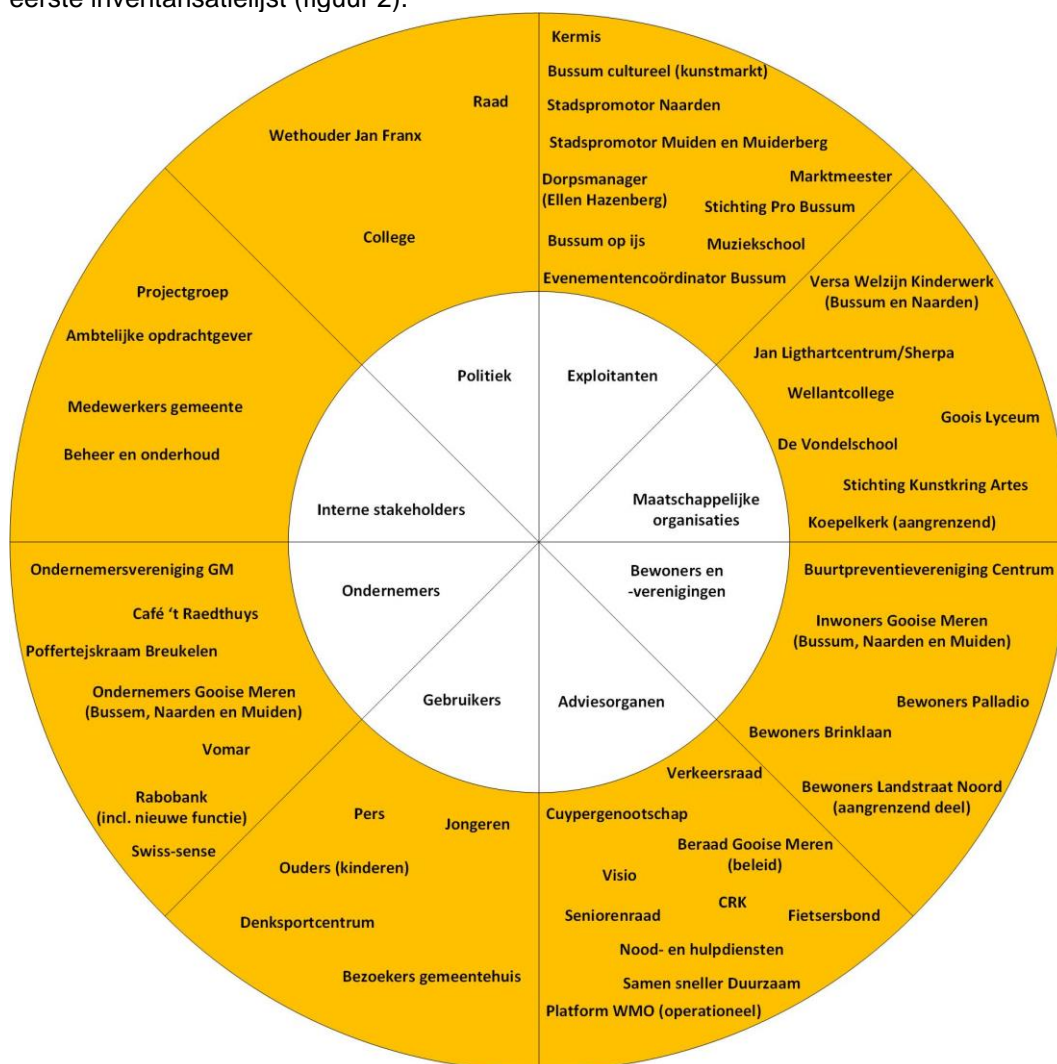 eerste inventarisatielijst (figuur 2).
Kermis
Bussum cultureel (kunstmarkt)
Stadspromotor Naarden
Stadspromotor Muiden en Muiderberg
Marktmeester
Dorpsmanager
(Ellen Hazenberg)
Stichting Pro Bussum
Bussum op ijs
Muziekschool
Evenementencoördinator Bussum
Raad
Wethouder Jan Franx
College
Projectgroep
Ambtelijke opdrachtgever
Medewerkers gemeente
Beheer en onderhoud
Versa Welzijn Kinderwerk
(Bussum en Naarden)
Jan Ligthartcentrum/Sherpa
Wellantcollege
Goois Lyceum
De Vondelschool
Stichting Kunstkring Artes
Koepelkerk (aangrenzend)
Politiek
Exploitanten
Interne stakeholders
Maatschappelijke
organisaties
Ondernemers
Bewoners en
-verenigingen
Gebruikers
Adviesorganen
Ondernemersvereniging GM
Café ‘t Raedthuys
Poffertejskraam Breukelen
Ondernemers Gooise Meren
(Bussem, Naarden en Muiden)
Vomar
Rabobank
(incl. nieuwe functie)
Swiss-sense
Buurtpreventievereniging Centrum
Inwoners Gooise Meren
(Bussum, Naarden en Muiden)
Bewoners Palladio
Bewoners Brinklaan
Bewoners Landstraat Noord
(aangrenzend deel)
Pers
Jongeren
Ouders (kinderen)
Denksportcentrum
Bezoekers gemeentehuis
Verkeersraad
Cuypergenootschap
Beraad Gooise Meren
(beleid)
Visio
CRK
Seniorenraad
Fietsersbond
Nood- en hulpdiensten
Samen sneller Duurzaam
Platform WMO (operationeel)